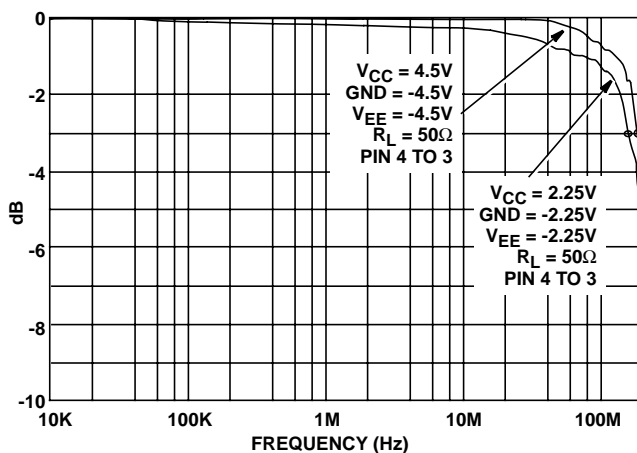 0
-2
-4
-6
-8
-10
dB
VCC = 4.5V
GND = -4.5V
VEE = -4.5V
RL = 50Ω
PIN 4 TO 3
VCC = 2.25V
GND = -2.25V
VEE = -2.25V
RL = 50Ω
PIN 4 TO 3
10K 100K 1M 10M 100M
FREQUENCY (Hz)